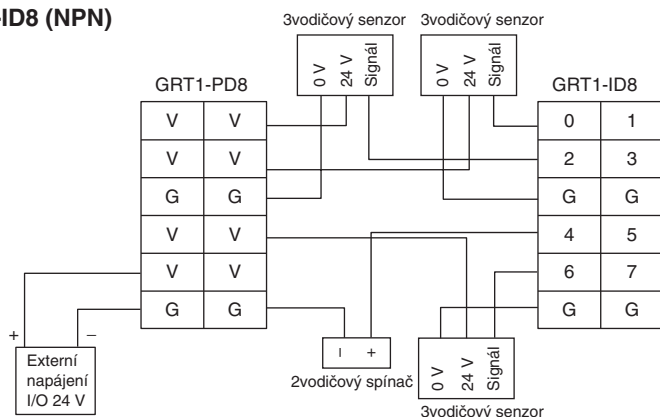 -ID8 (NPN)
3vodičový senzor 3vodičový senzor
0 V 24 V Signál
0 V 24 V Signál
GRT1-PD8
GRT1-ID8
V V
0 1
V V
2 3
G G
G G
V V
4 5
V V
6 7
G G
G G
+ –
Externí
napájení
I/O 24 V
– +
2vodičový spínač
0 V 24 V Signál
3vodičový senzor